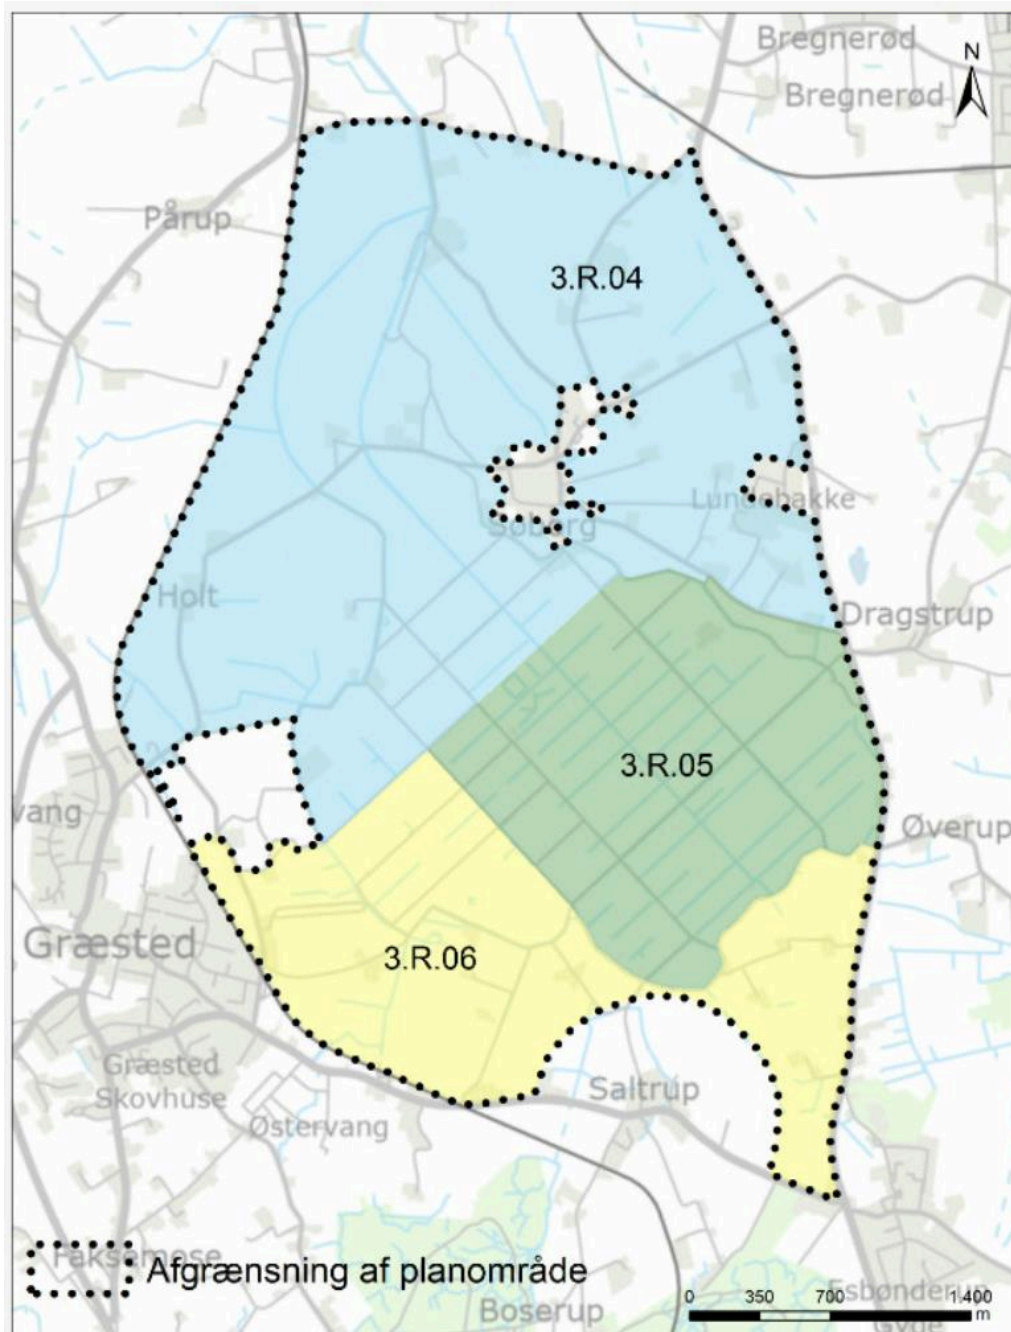 Bregnerød
N
Bregnerød
Pårup
3.R.04
Lundebakke
Søborg
Holt
Dragstrup
3.R.05
vang
Øverup
Græsted
3.R.06
Græsted
Skovhuse
Saltrup
Østervang
Faksemose
Afgrænsning af planområde
Esbønderup
0 350 700 1.400
m
Boserup
Gyde